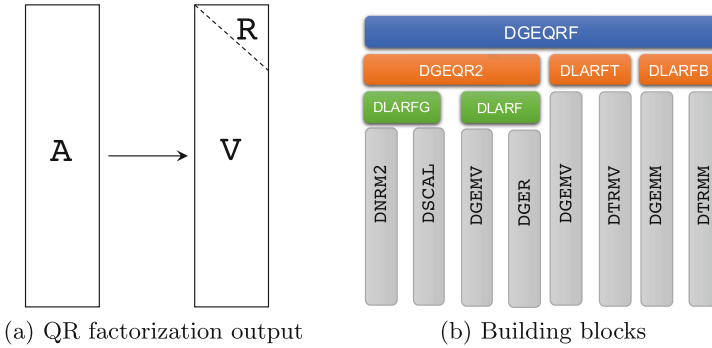 A
R
V
(a) QR factorization output
DGEQRF
DGEQR2
DLARFT
DLARFB
DLARFG
DLARF
DNRM2
DSCAL
DGEMV
DGER
DGEMV
DTRMV
DGEMM
DTRMM
(b) Building blocks